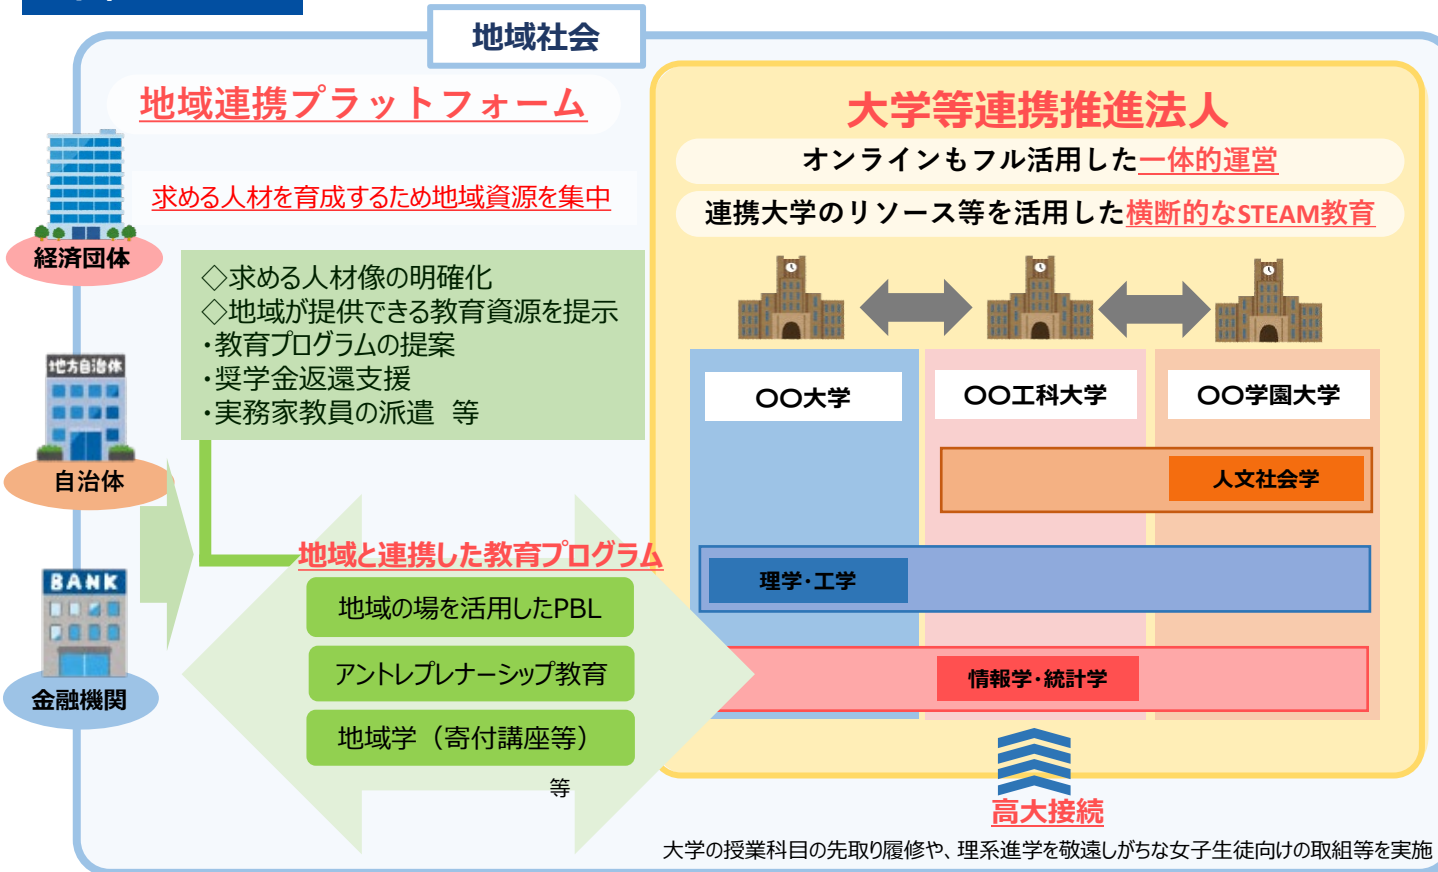 地域社会
地域連携プラットフォーム
求める人材を育成するため地域資源を集中
経済団体
◇求める人材像の明確化
◇地域が提供できる教育資源を提示
・教育プログラムの提案
・奨学金返還支援
・実務家教員の派遣 等
地方自治体
自治体
BANK
金融機関
地域と連携した教育プログラム
地域の場を活用したPBL
アントレプレナーシップ教育
地域学（寄付講座等）
等
大学等連携推進法人
オンラインもフル活用した一体的運営
連携大学のリソース等を活用した横断的なSTEAM教育
〇〇大学
〇〇工科大学
〇〇学園大学
人文社会学
理学・工学
情報学・統計学
高大接続
大学の授業科目の先取り履修や、理系進学を敬遠しがちな女子生徒向けの取組等を実施